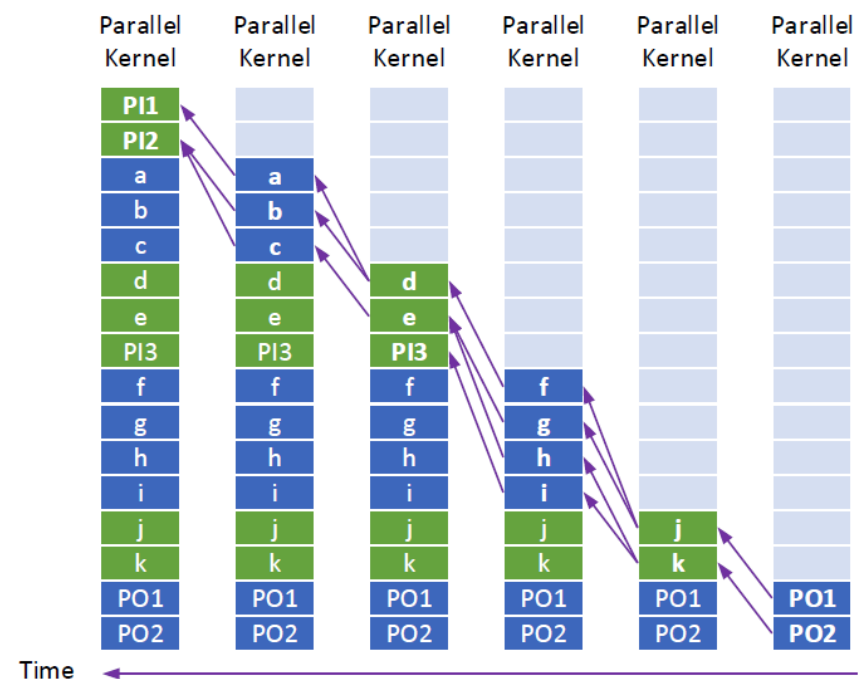 Parallel Parallel Parallel Parallel Parallel Parallel
Kernel Kernel Kernel Kernel Kernel Kernel
PI1
PI2
a a
b b
c c
d d d
e e e
PI3 PI3 PI3
f f f f
g g g g
h h h h
i i i i
j j j j j
k k k k k
PO1 PO1 PO1 PO1 PO1 PO1
PO2 PO2 PO2 PO2 PO2 PO2
Time